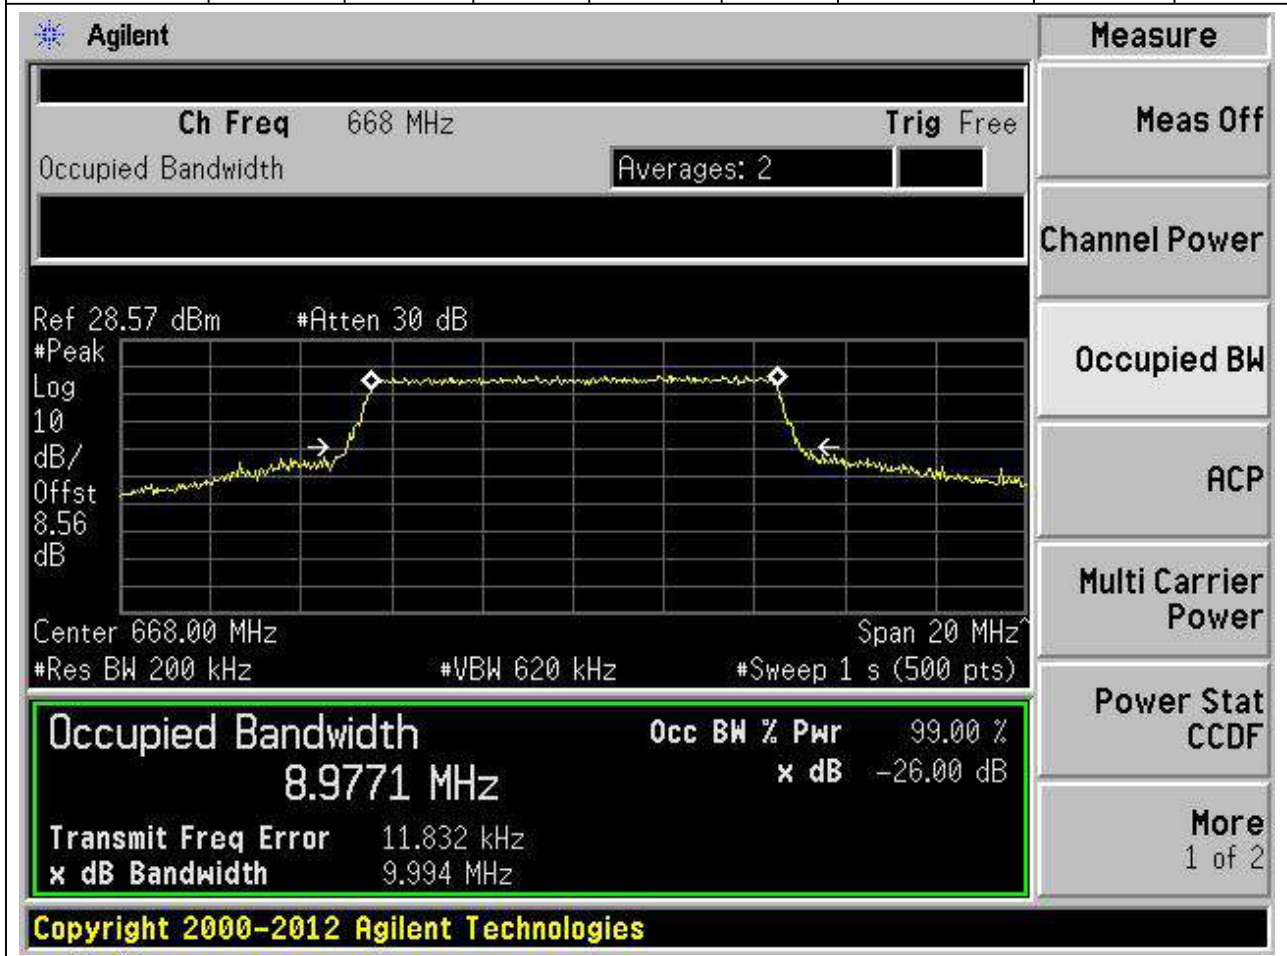 Agilent
Measure
Ch Freq 668 MHz Trig Free
Occupied Bandwidth Averages: 2
Meas Off
Channel Power
Occupied BW
ACP
Multi Carrier
Power
Power Stat
CCDF
More
1 of 2
Ref 28.57 dBm #Atten 30 dB
#Peak
Log
10
dB/
Offst
8.56
dB
Center 668.00 MHz Span 20 MHz^
#Res BW 200 kHz #VBW 620 kHz #Sweep 1 s (500 pts)
Occupied Bandwidth Occ BW % Pwr 99.00 %
8.9771 MHz x dB -26.00 dB
Transmit Freq Error 11.832 kHz
x dB Bandwidth 9.994 MHz
Copyright 2000-2012 Agilent Technologies